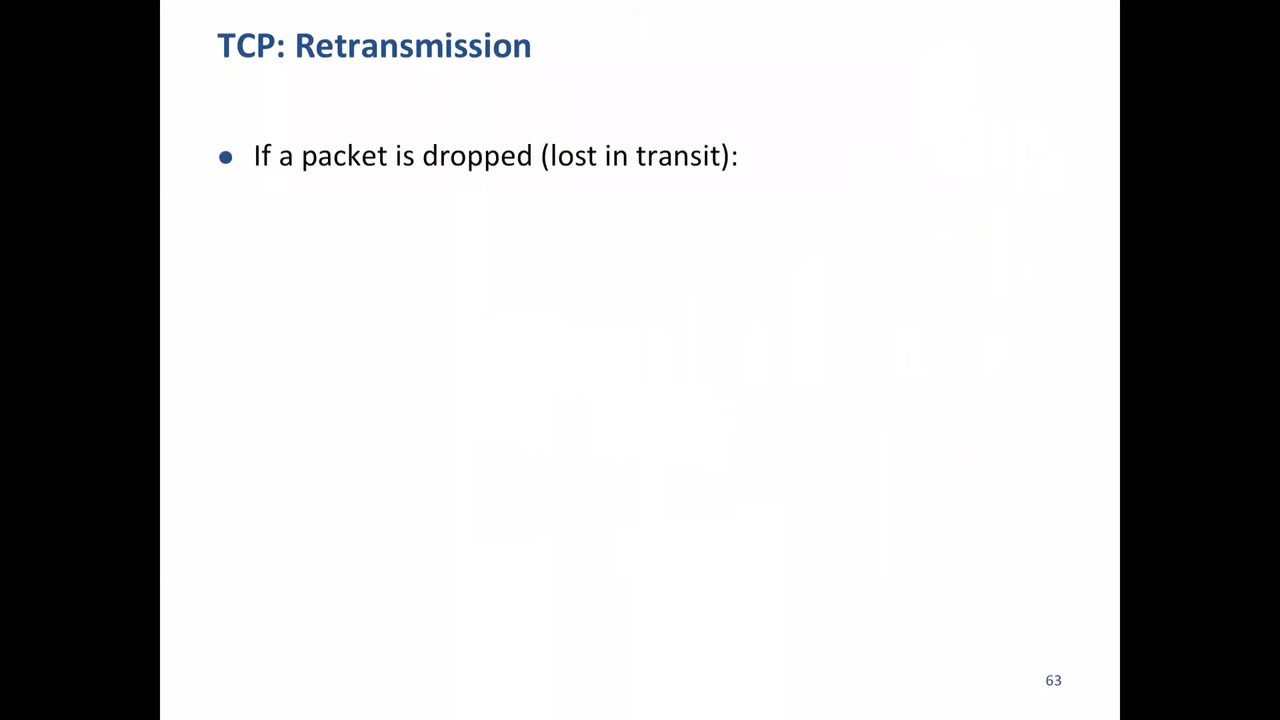 TCP: Retransmission
● If a packet is dropped (lost in transit):
63